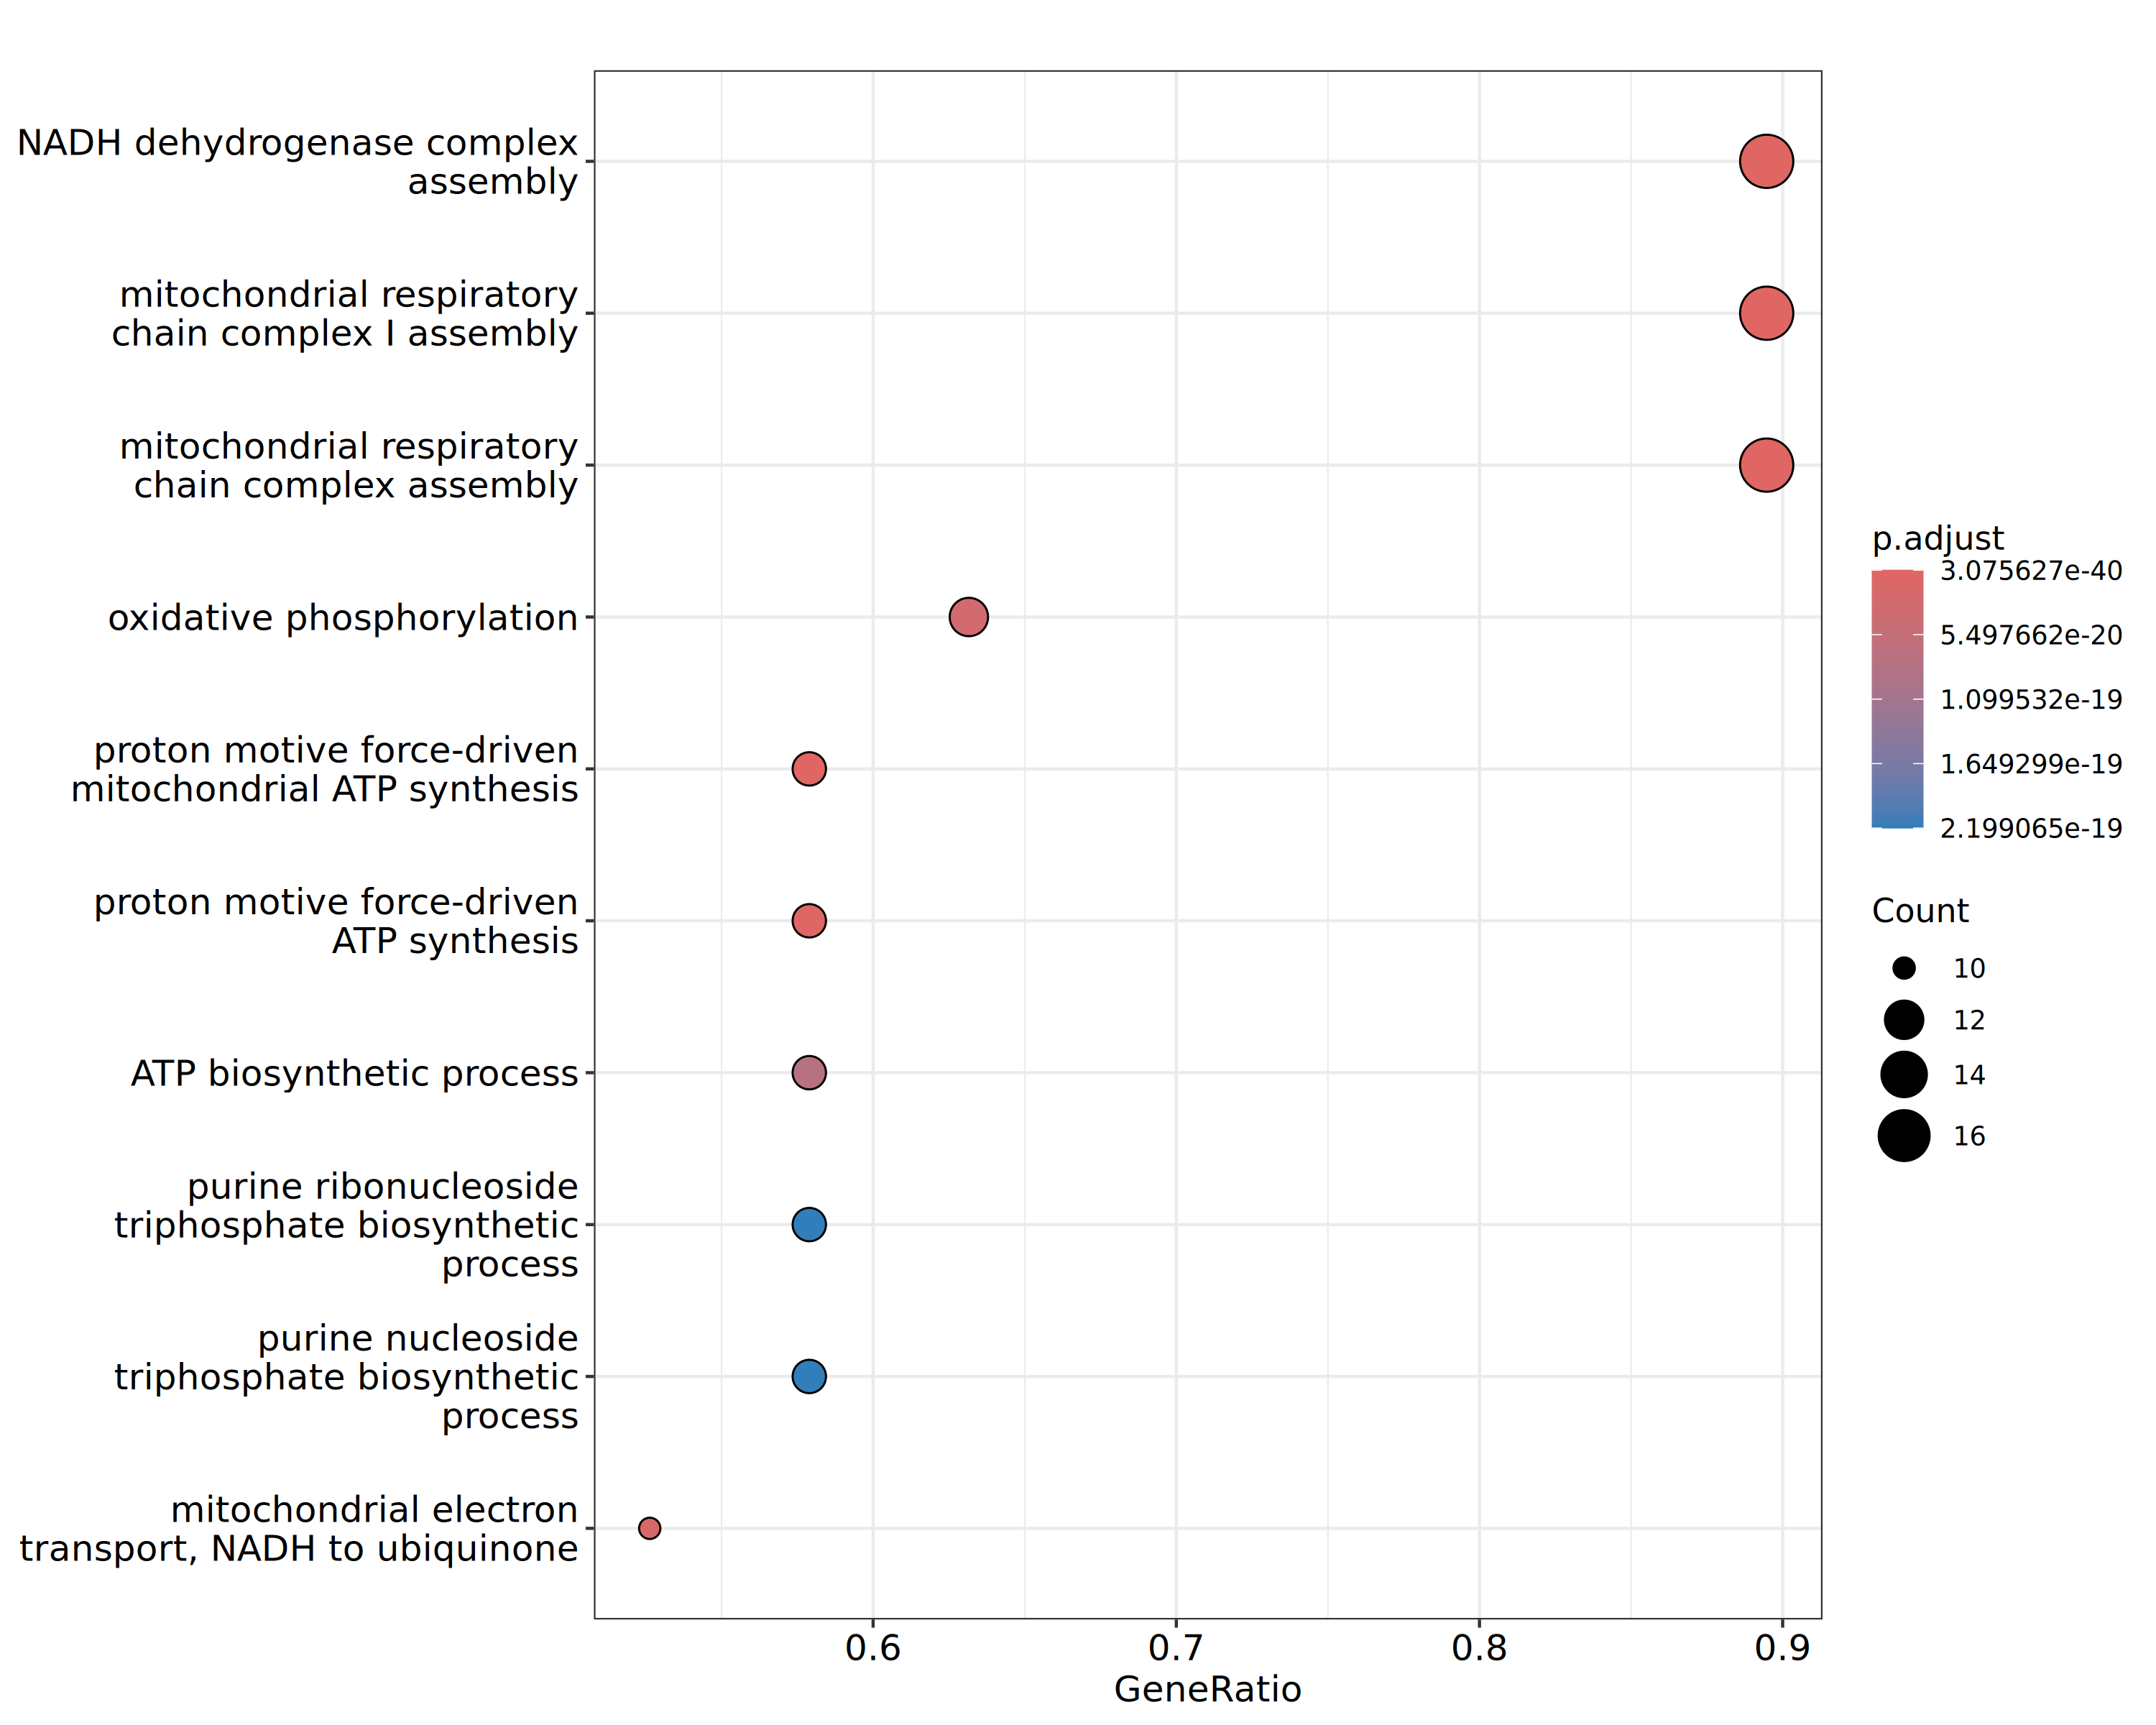 NADH dehydrogenase complex
assembly
mitochondrial respiratory
chain complex I assembly
mitochondrial respiratory
chain complex assembly
oxidative phosphorylation
proton motive force-driven
mitochondrial ATP synthesis
proton motive force-driven
ATP synthesis
ATP biosynthetic process
purine ribonucleoside
triphosphate biosynthetic
process
purine nucleoside
triphosphate biosynthetic
process
mitochondrial electron
transport, NADH to ubiquinone
0.6
0.7
0.8
0.9
GeneRatio
p.adjust
3.075627e-40
5.497662e-20
1.099532e-19
1.649299e-19
2.199065e-19
Count
10
12
14
16